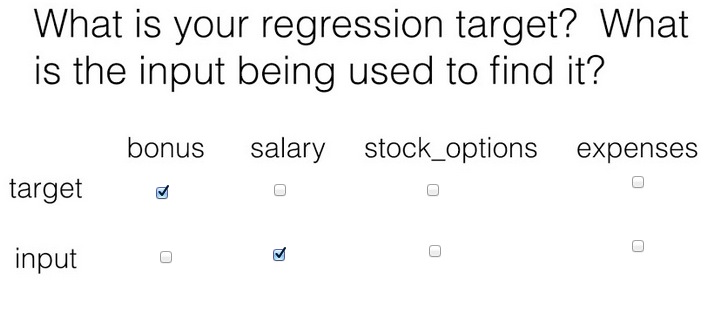 What is your regression target? What
is the input being used to find it?
bonus salary stock_options expenses
target
input